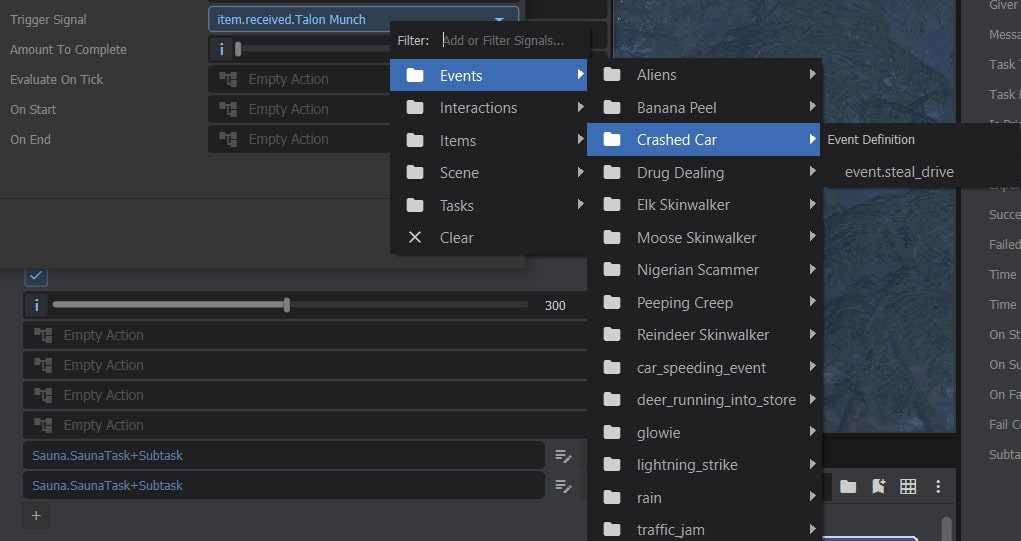 Trigger Signal
item.received.Talon Munch
Amount To Complete
i
Evaluate On Tick
Empty Action
On Start
Empty Action
On End
Empty Action
Filter:
Add or Filter Signals...
Events
Interactions
Items
Scene
Tasks
Clear
Aliens
Banana Peel
Crashed Car
Drug Dealing
Elk Skinwalker
Moose Skinwalker
Nigerian Scammer
Peeping Creep
Reindeer Skinwalker
car_speeding_event
deer_running_into_store
glowie
lightning_strike
rain
traffic_jam
Event Definition
event.steal_drive
i
300
Empty Action
Empty Action
Empty Action
Empty Action
Sauna.SaunaTask+Subtask
Sauna.SaunaTask+Subtask
+
Giver
Messa
Task
Task
Succe
Failed
Time
Time
On St
On Su
On Fa
Fail Co
Subta